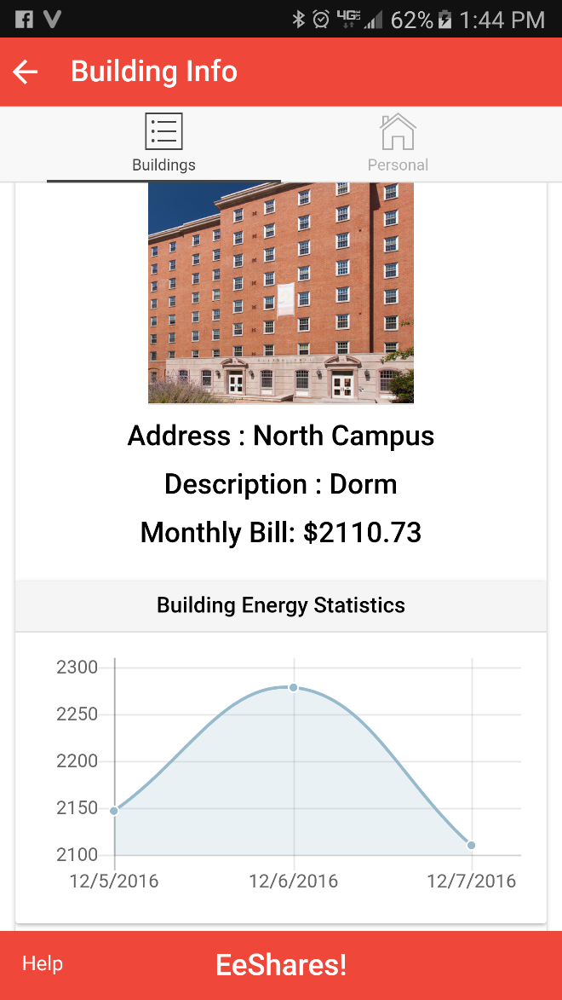 62% 1:44 PM
Building Info
Buildings
Personal
Address : North Campus
Description : Dorm
Monthly Bill: $2110.73
Building Energy Statistics
2300
2250
2200
2150
2100
12/5/2016 12/6/2016 12/7/2016
Help
EeShares!